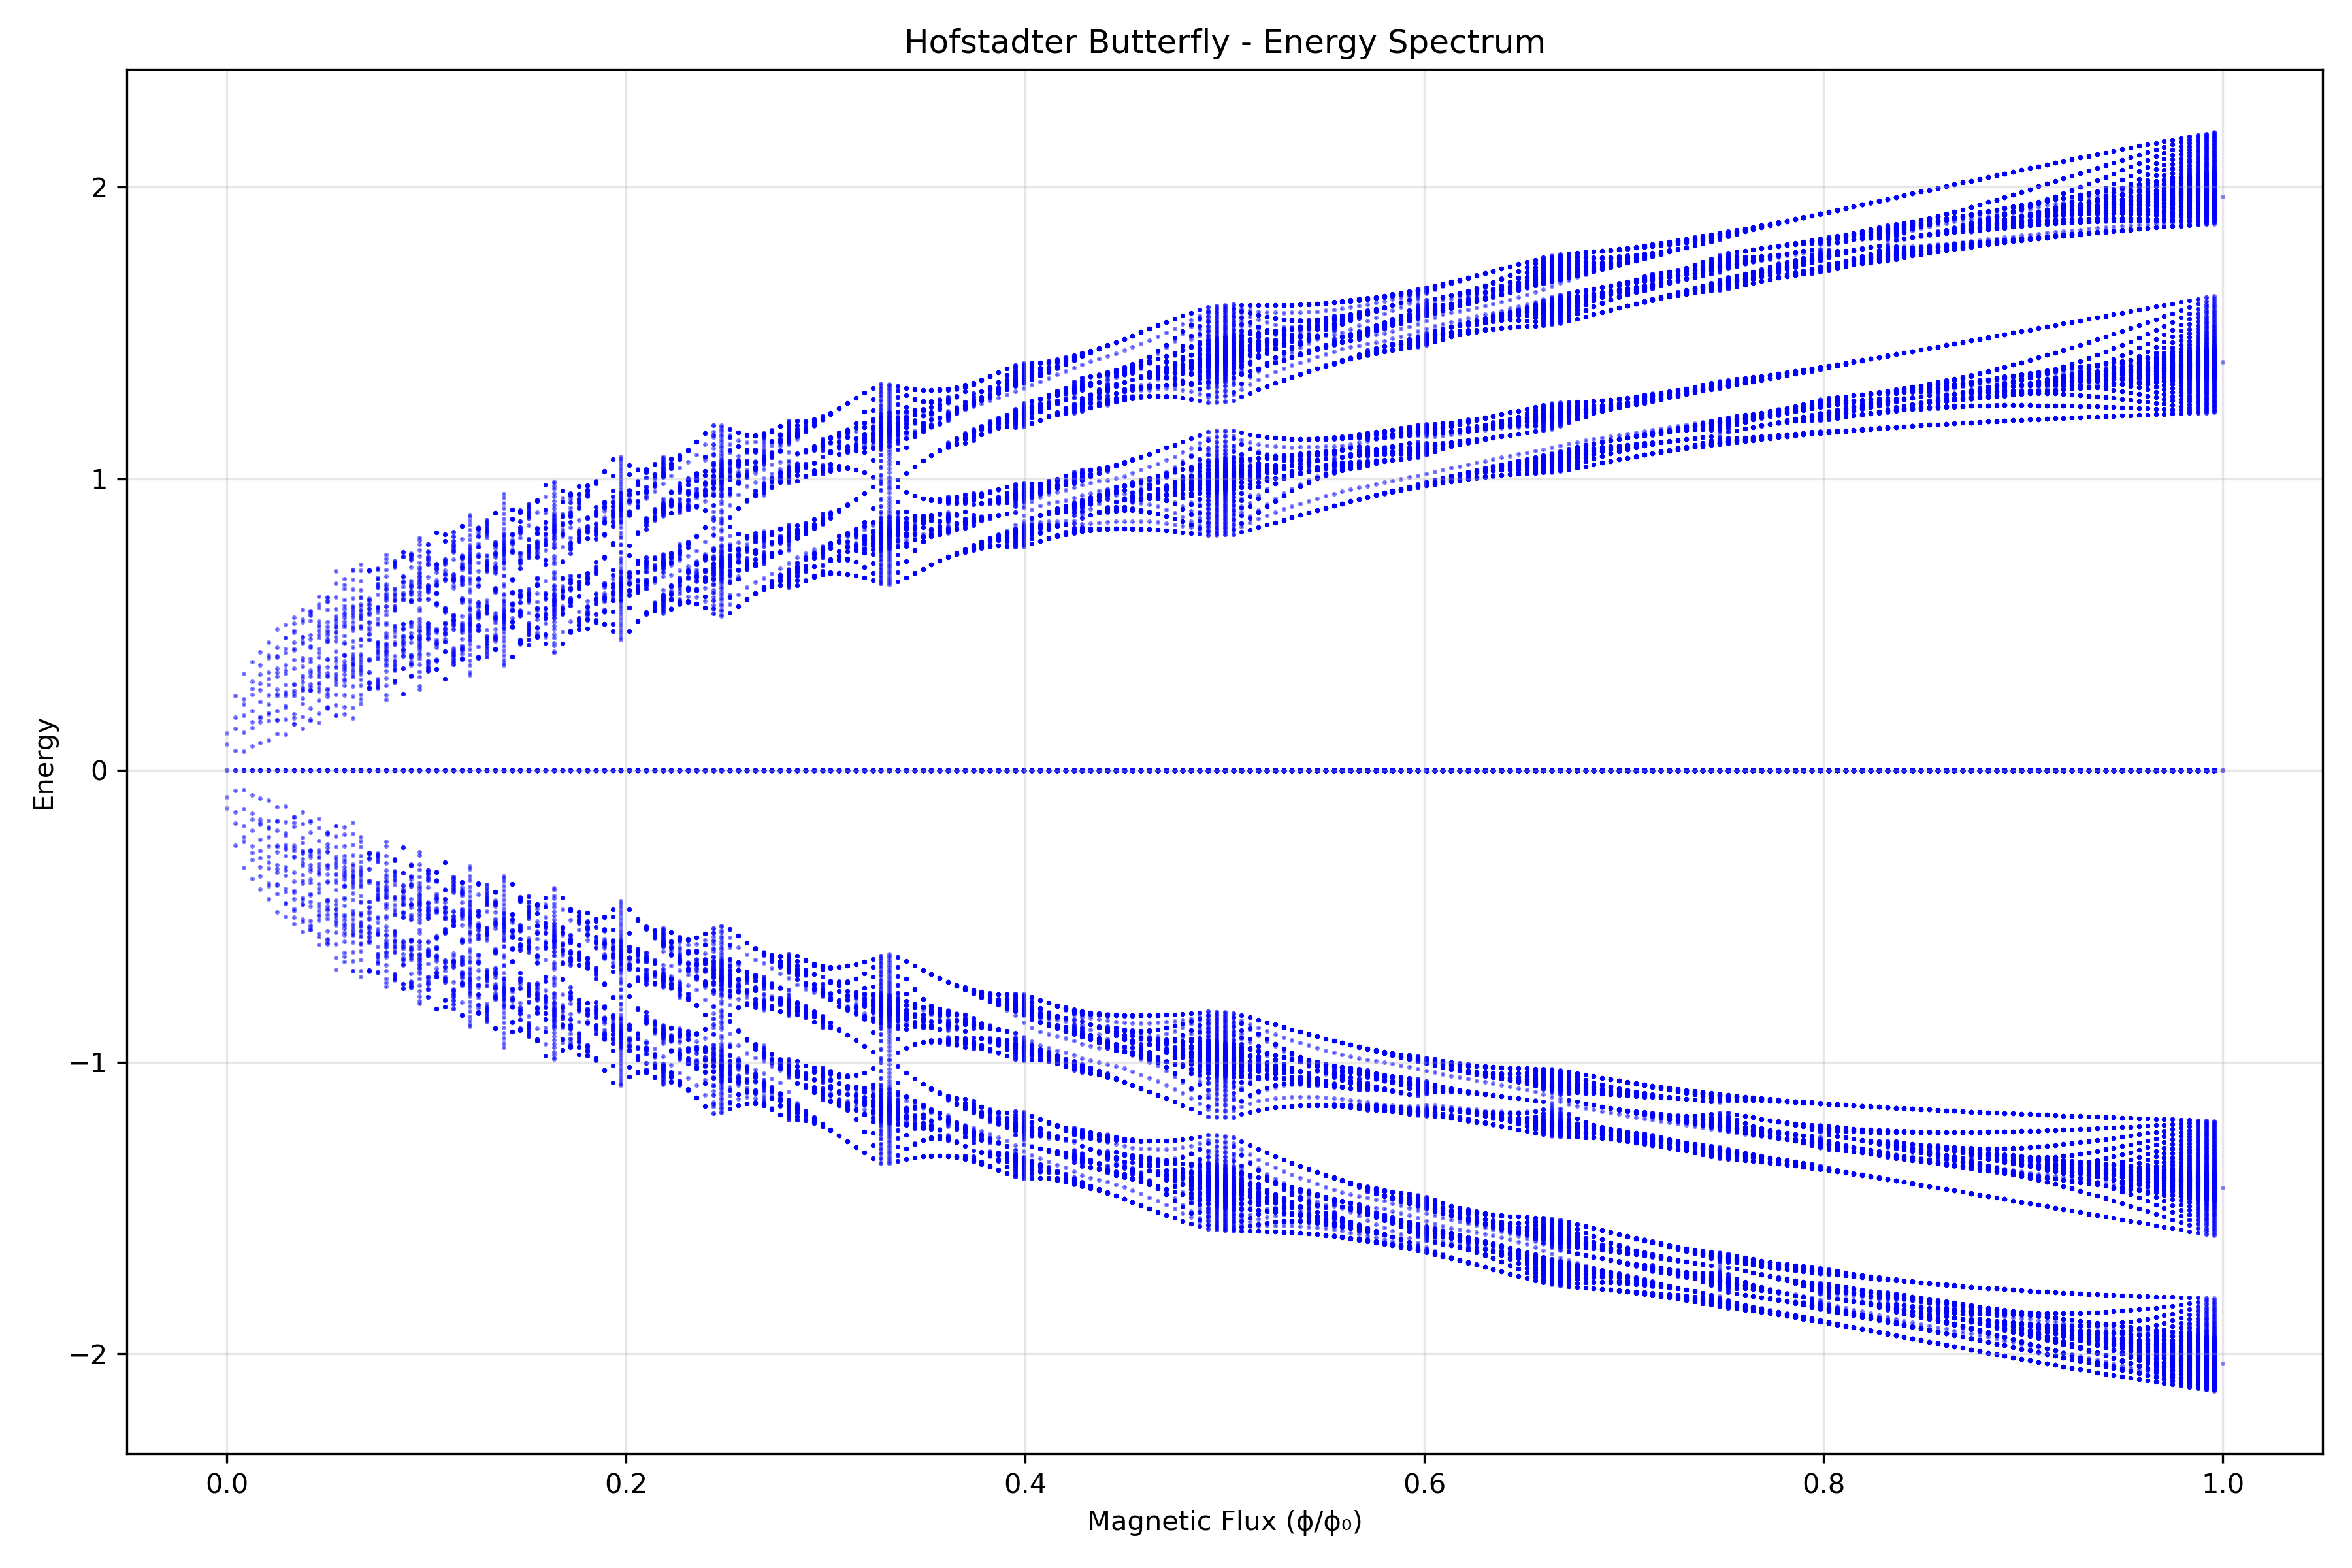 Hofstadter Butterfly - Energy Spectrum
Energy
2
1
0
−1
−2
0.0 0.2 0.4 0.6 0.8 1.0
Magnetic Flux (ϕ/ϕ₀)